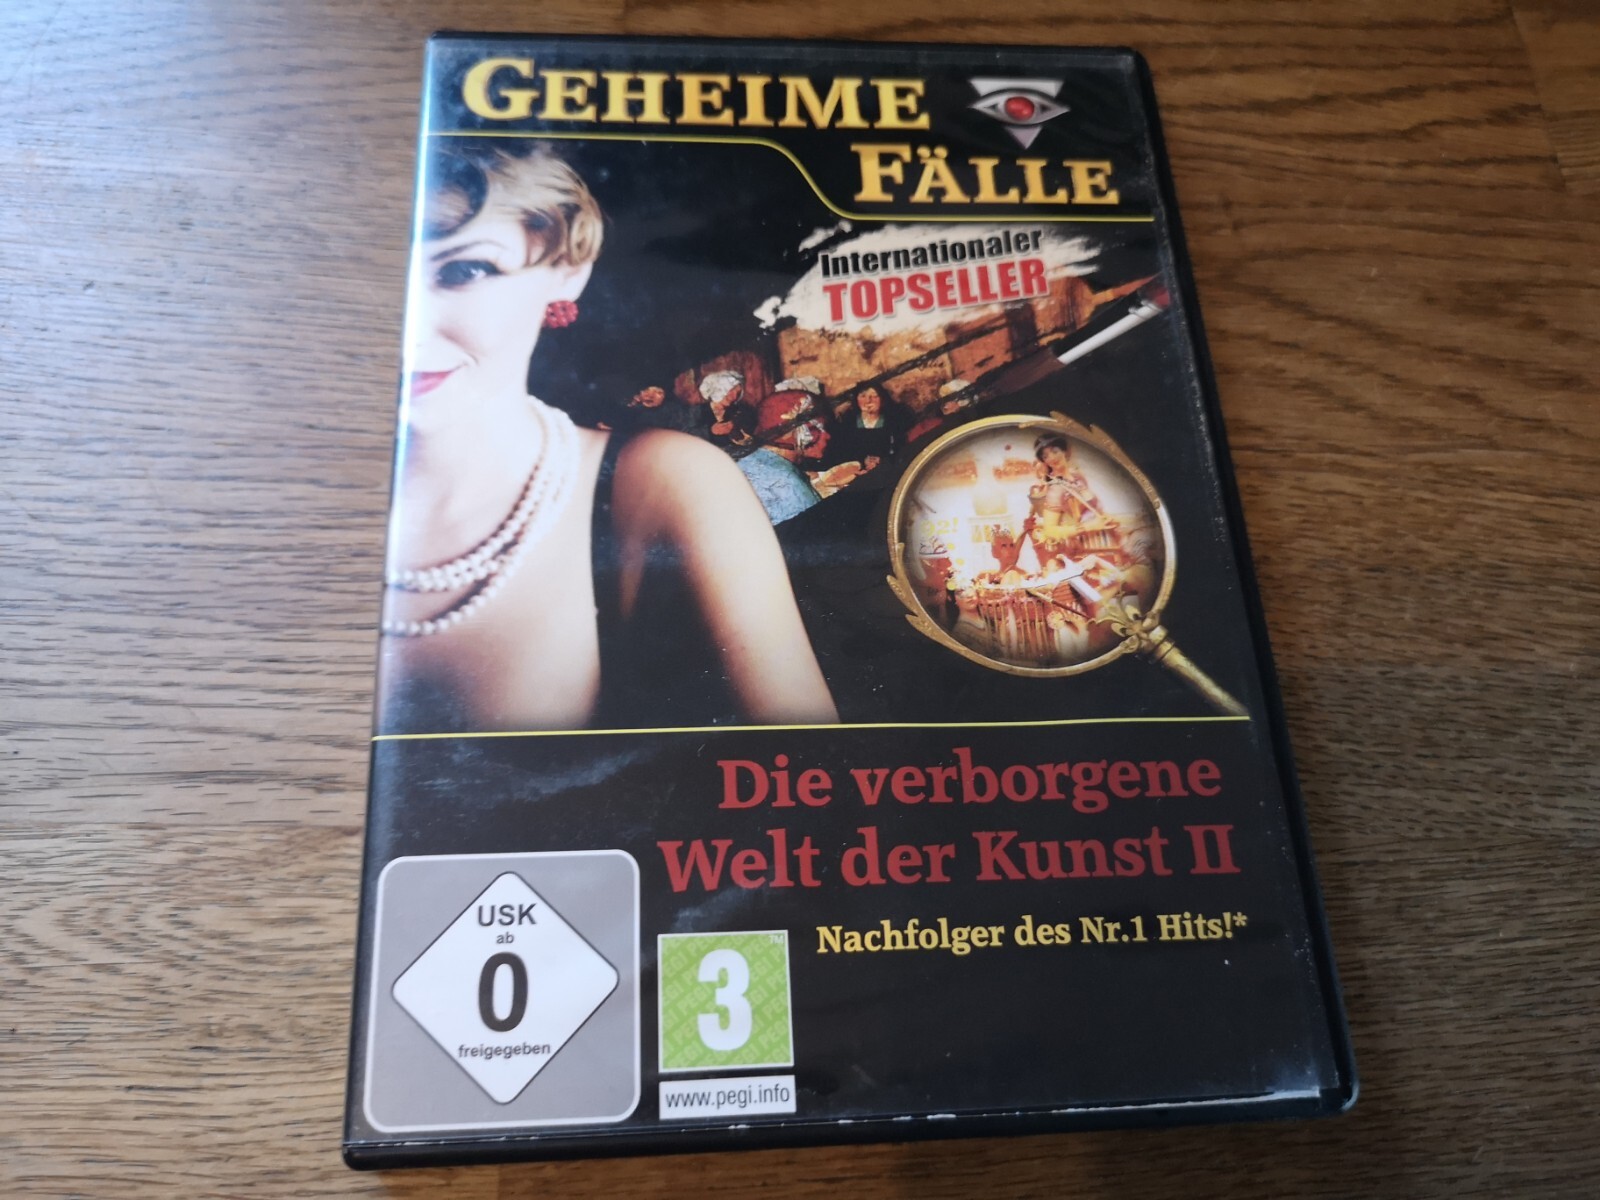 GEHEIME
FÄLLE
Internationaler
TOPSELLER
Die verborgene
Welt der Kunst II
Nachfolger des Nr.1 Hits!*
USK
ab
0
freigegeben
3
TM
www.pegi.info